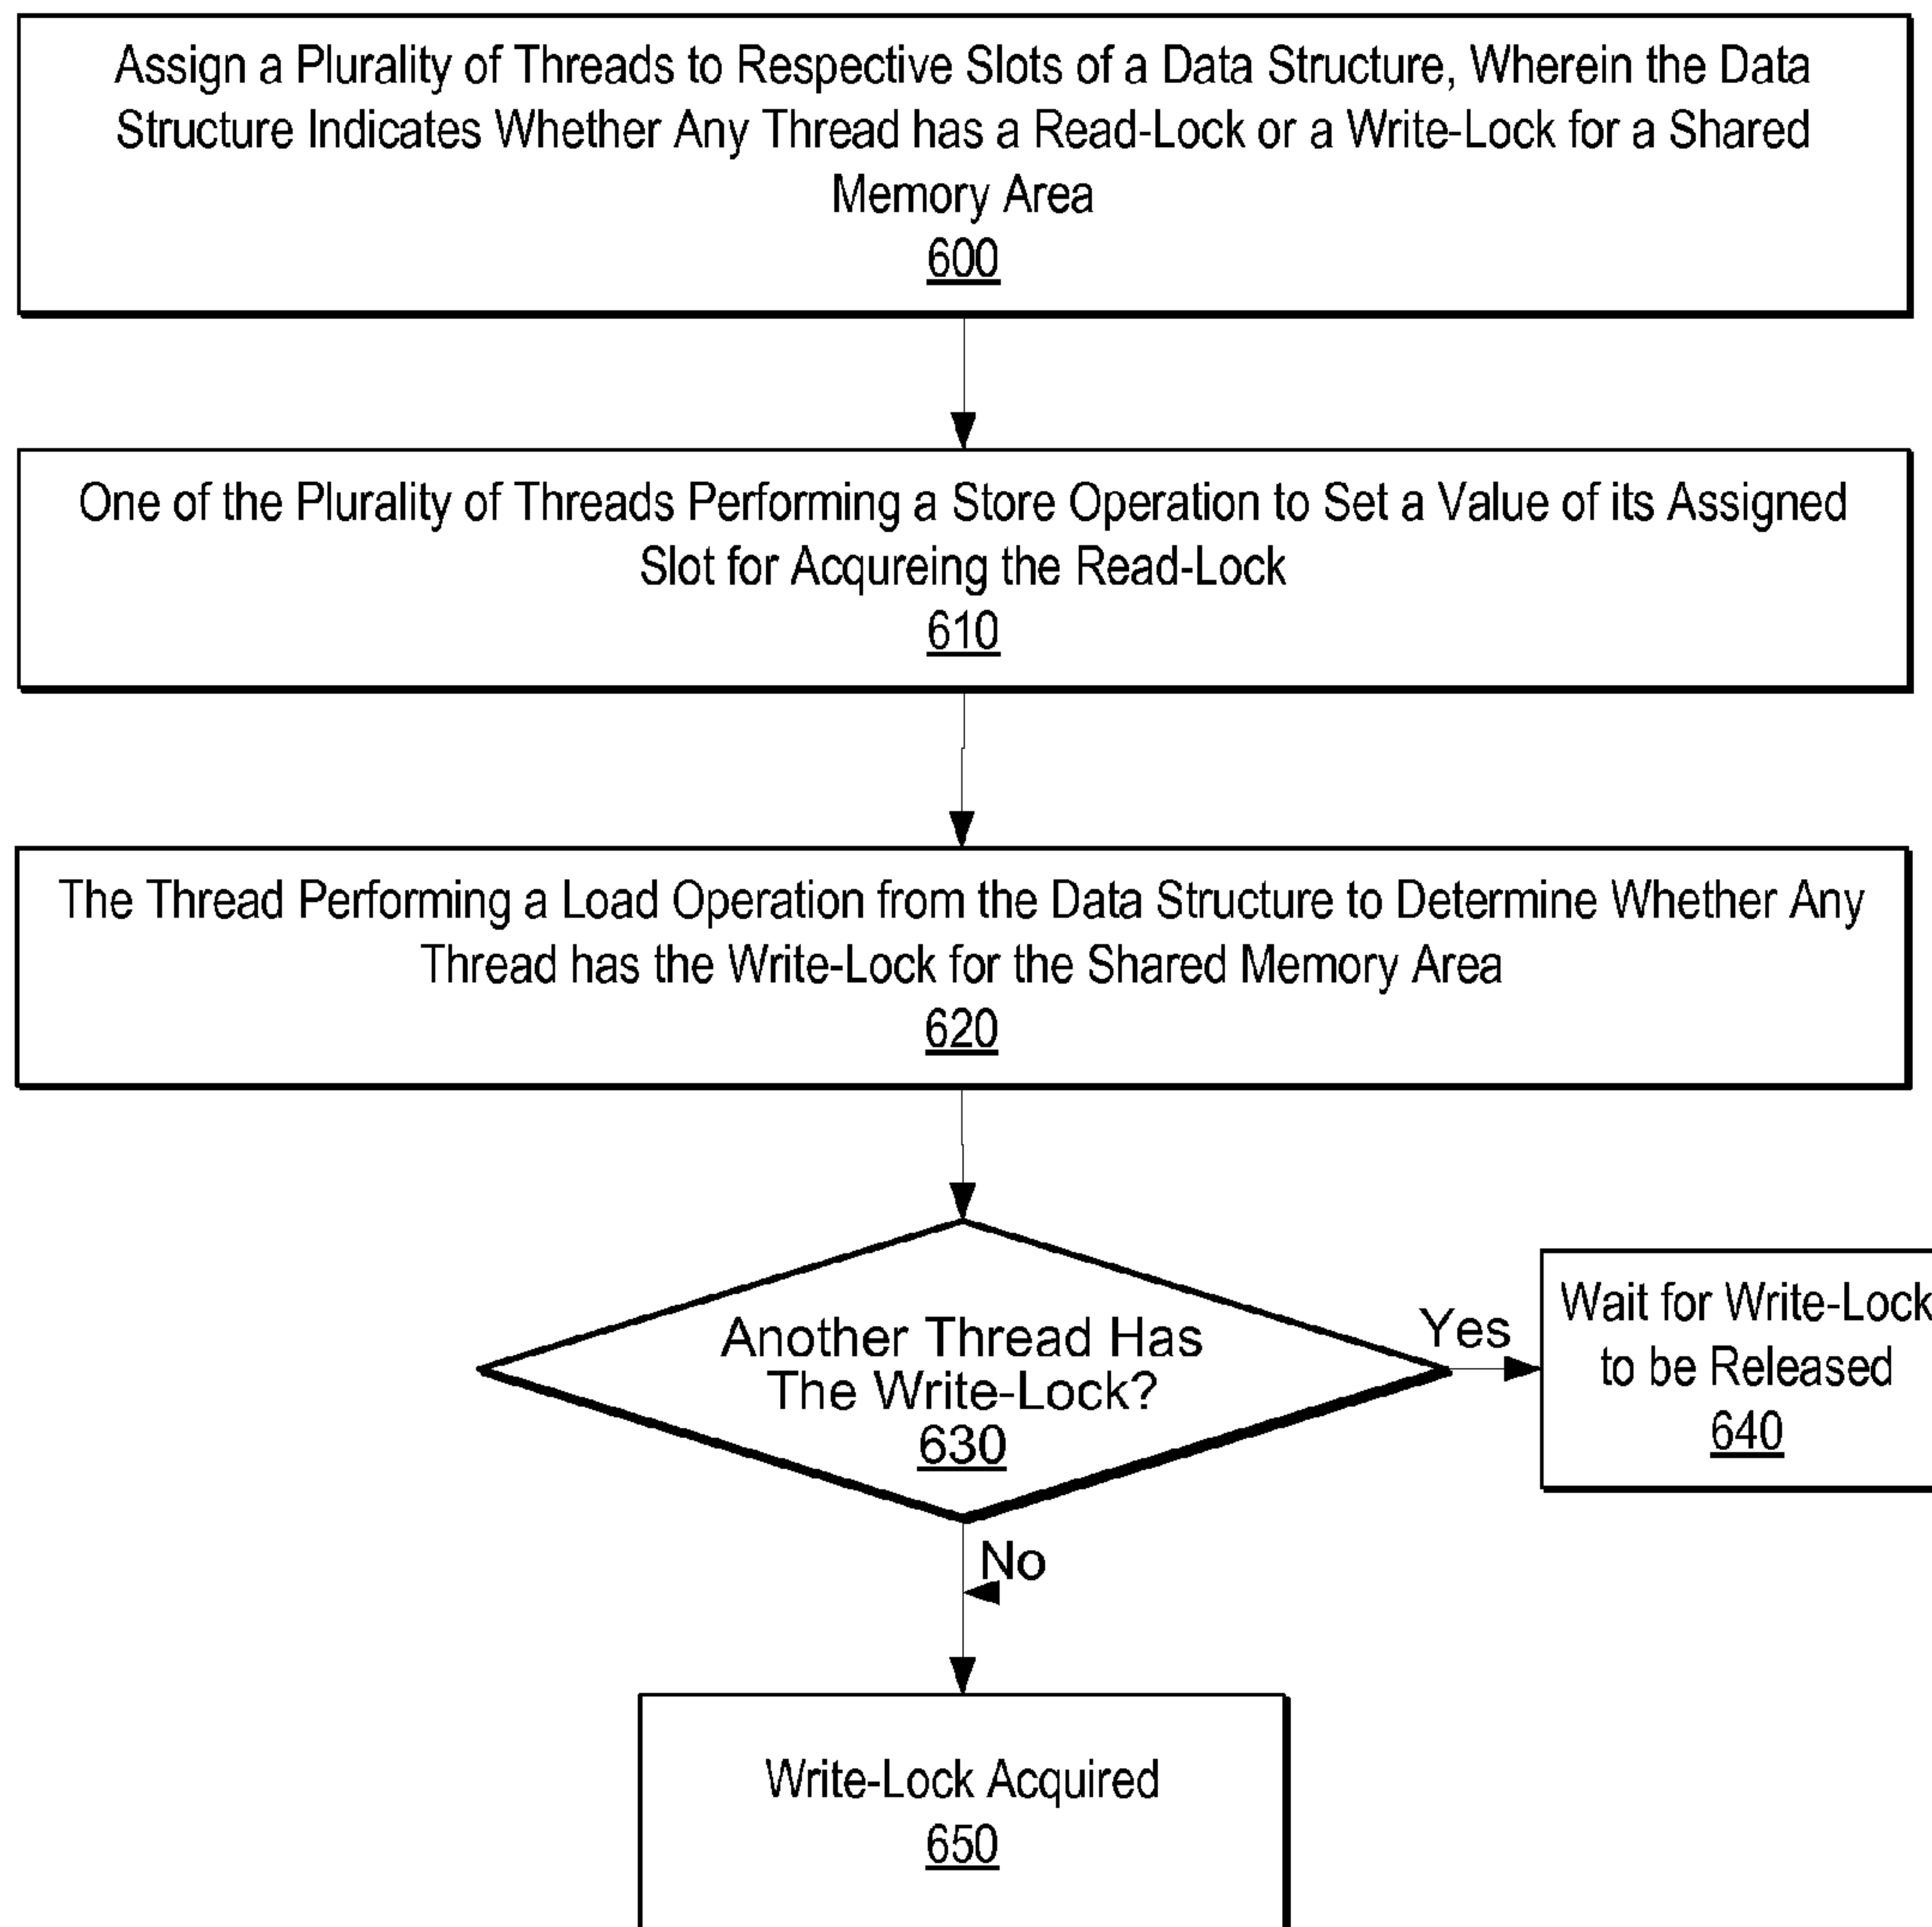 Assign a Plurality of Threads to Respective Slots of a Data Structure, Wherein the Data
Structure Indicates Whether Any Thread has a Read-Lock or a Write-Lock for a Shared
Memory Area
600
One of the Plurality of Threads Performing a Store Operation to Set a Value of its Assigned
Slot for Acqureing the Read-Lock
610
The Thread Performing a Load Operation from the Data Structure to Determine Whether Any
Thread has the Write-Lock for the Shared Memory Area
620
Another Thread Has
The Write-Lock?
630
Yes
Wait for Write-Lock
to be Released
640
No
Write-Lock Acquired
650